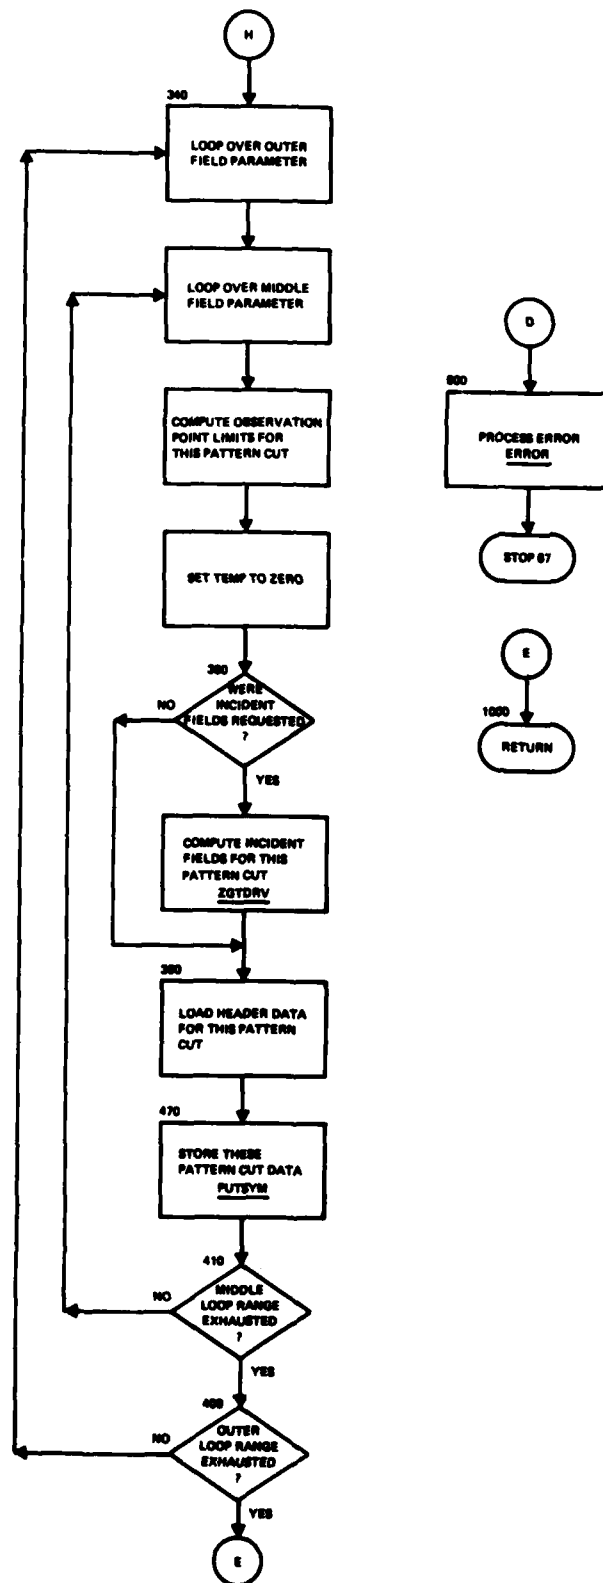 H
340
LOOP OVER OUTER
FIELD PARAMETER
LOOP OVER MIDDLE
FIELD PARAMETER
COMPUTE OBSERVATION
POINT LIMITS FOR
THIS PATTERN CUT
SET TEMP TO ZERO
WERE
INCIDENT
FIELDS REQUESTED
?
NO
YES
COMPUTE INCIDENT
FIELDS FOR THIS
PATTERN CUT
ZGTDRV
LOAD HEADER DATA
FOR THIS PATTERN
CUT
470
STORE THESE
PATTERN CUT DATA
PUTSYM
410
MIDDLE
LOOP RANGE
EXHAUSTED
?
NO
YES
OUTER
LOOP RANGE
EXHAUSTED
?
NO
YES
E
D
PROCESS ERROR
ERROR
STOP 67
E
1000
RETURN